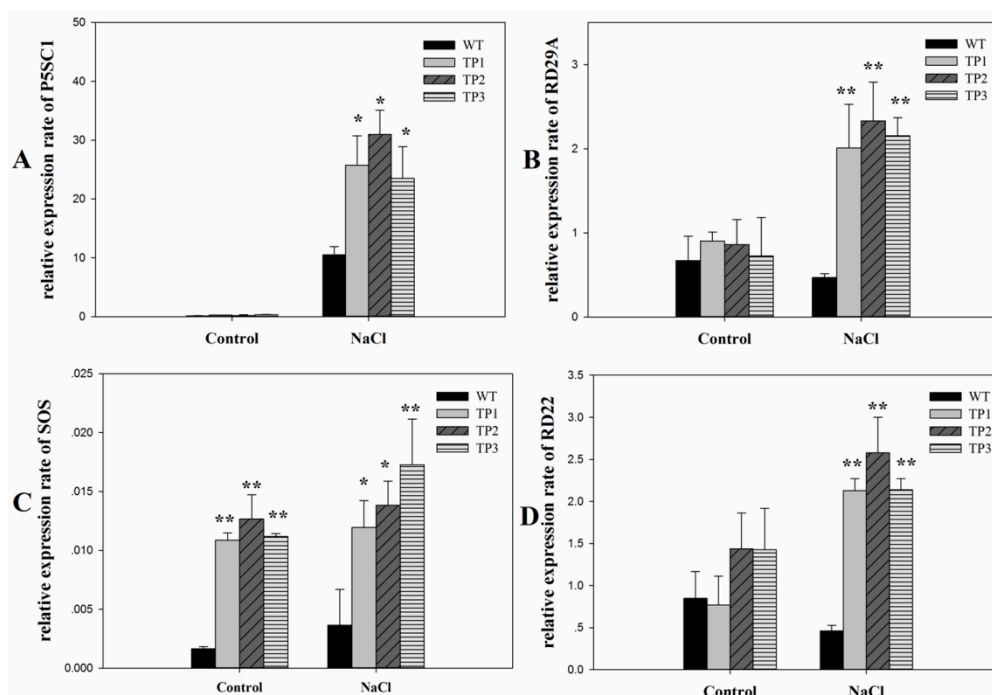 A
relative expression rate of P5SC1
50
40
30
20
10
0
* * *
Control NaCl
WT
TP1
TP2
TP3
B
relative expression rate of RD29A
3
2
1
0
** ** **
Control NaCl
WT
TP1
TP2
TP3
C
relative expression rate of SOS
.025
.020
.015
.010
.005
0.000
** ** ** * * **
Control NaCl
WT
TP1
TP2
TP3
D
relative expression rate of RD22
3.5
3.0
2.5
2.0
1.5
1.0
.5
0.0
** ** **
Control NaCl
WT
TP1
TP2
TP3